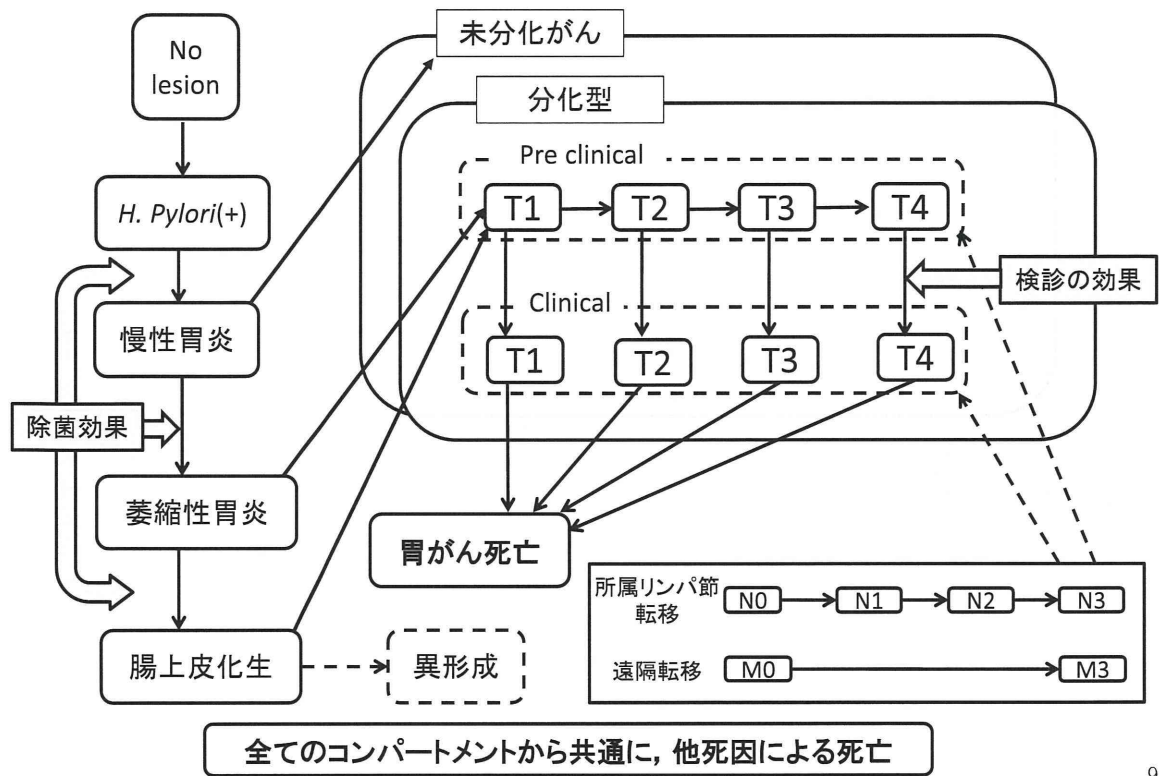 No
lesion
H. Pylori(+)
慢性胃炎
除菌効果
萎縮性胃炎
腸上皮化生
異形成
未分化がん
分化型
Pre clinical
T1
T2
T3
T4
検診の効果
Clinical
T1
T2
T3
T4
胃がん死亡
所属リンパ節
転移
N0
N1
N2
N3
遠隔転移
M0
M3
全てのコンパートメントから共通に，他死因による死亡
9